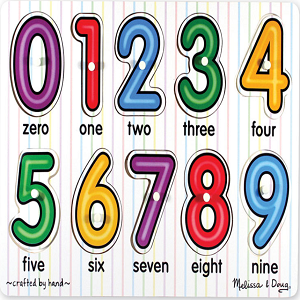 0 1 2 3 4
zero one two three four
5 6 7 8 9
five six seven eight nine
~crafted by hand~ Melissa & Doug